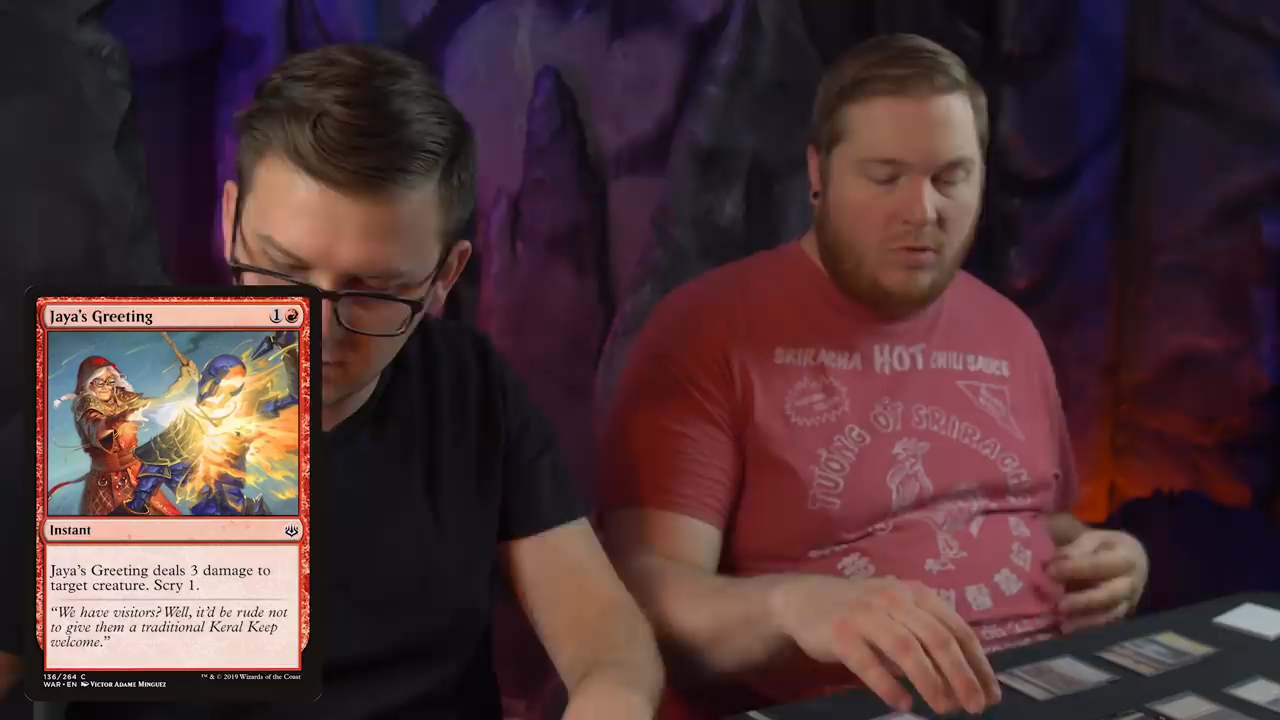 Jaya's Greeting
1
Instant
Jaya's Greeting deals 3 damage to
target creature. Scry 1.
"We have visitors? Well, it'd be rude not
to give them a traditional Keral Keep
welcome."
136/264 C
WAR • EN VICTOR ADAME MINGUEZ
™ & © 2019 Wizards of the Coast
SRIRACHA HOT CHILI SAUCE
TƯƠNG ỚT SRIRACHA